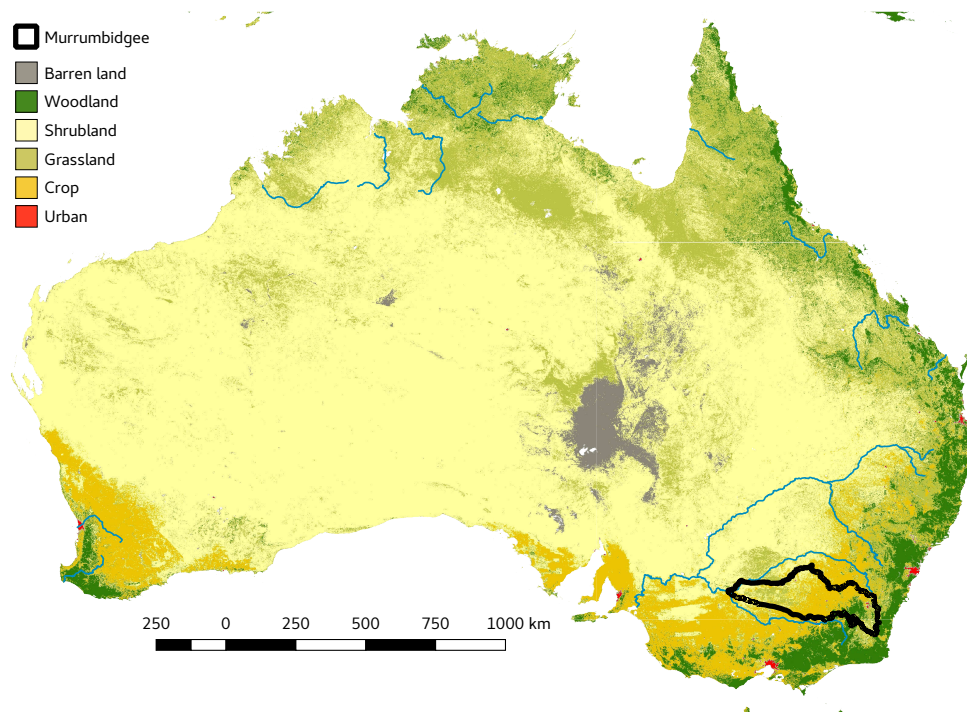 Murrumbidgee
Barren land
Woodland
Shrubland
Grassland
Crop
Urban
250 0 250 500 750 1000 km